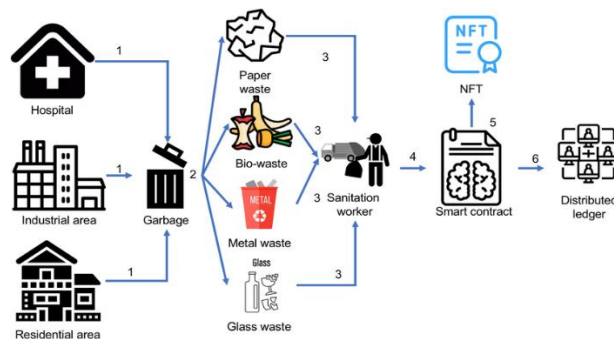 1
Hospital
1
Industrial area
1
Residential area
Garbage
2
Paper
waste
Bio-waste
METAL
Metal waste
Glass
Glass waste
3
3
3
3
Sanitation
worker
4
NFT
5
Smart contract
6
Distributed
ledger